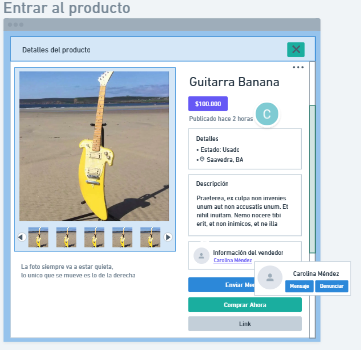 Entrar al producto
Detalles del producto
Guitarra Banana
$100.000
Publicado hace 2 horas
C
Detalles
• Estado: Usado
• Saavedra, BA
Descripción
Praeterea, ex culpa non invenies
unum aut non accusatis unum. Et
nihil inuitam. Nemo nocere tibi
erit, et non inimicos, et ne illa
Información del vendedor
Carolina Méndez
Carolina Méndez
Mensaje
Denunciar
Enviar
Comprar Ahora
Link
La foto siempre va a estar quieta,
lo unico que se mueve es lo de la derecha